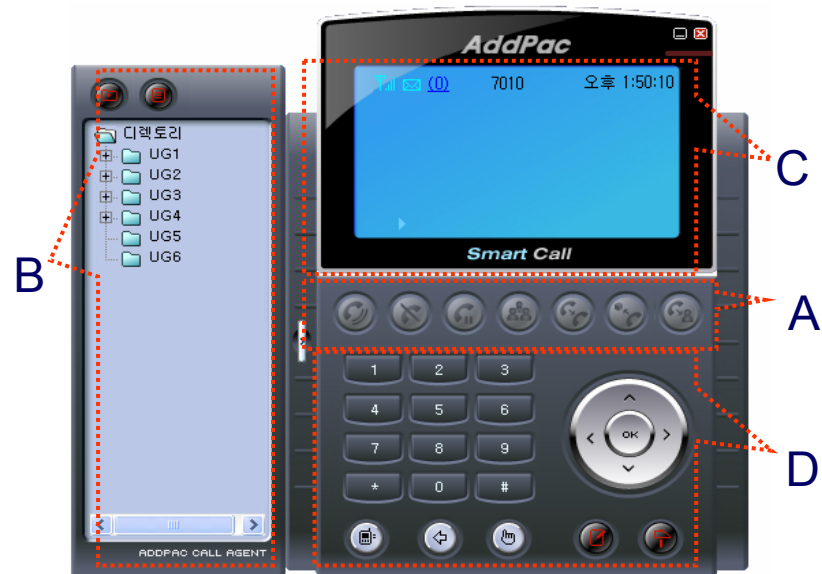 AddPac
(0) 7010 오후 1:50:10
디렉토리
UG1
UG2
UG3
UG4
UG5
UG6
C
B
Smart Call
A
1 2 3
4 5 6
OK
7 8 9
D
* 0 #
ADDPAC CALL AGENT